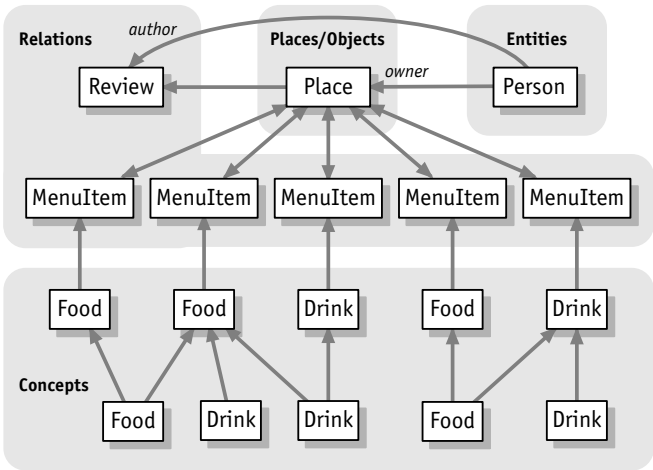 author
Relations
Places/Objects
Entities
owner
Review
Place
Person
MenuItem
MenuItem
MenuItem
MenuItem
MenuItem
Food
Food
Drink
Food
Drink
Concepts
Food
Drink
Drink
Food
Drink